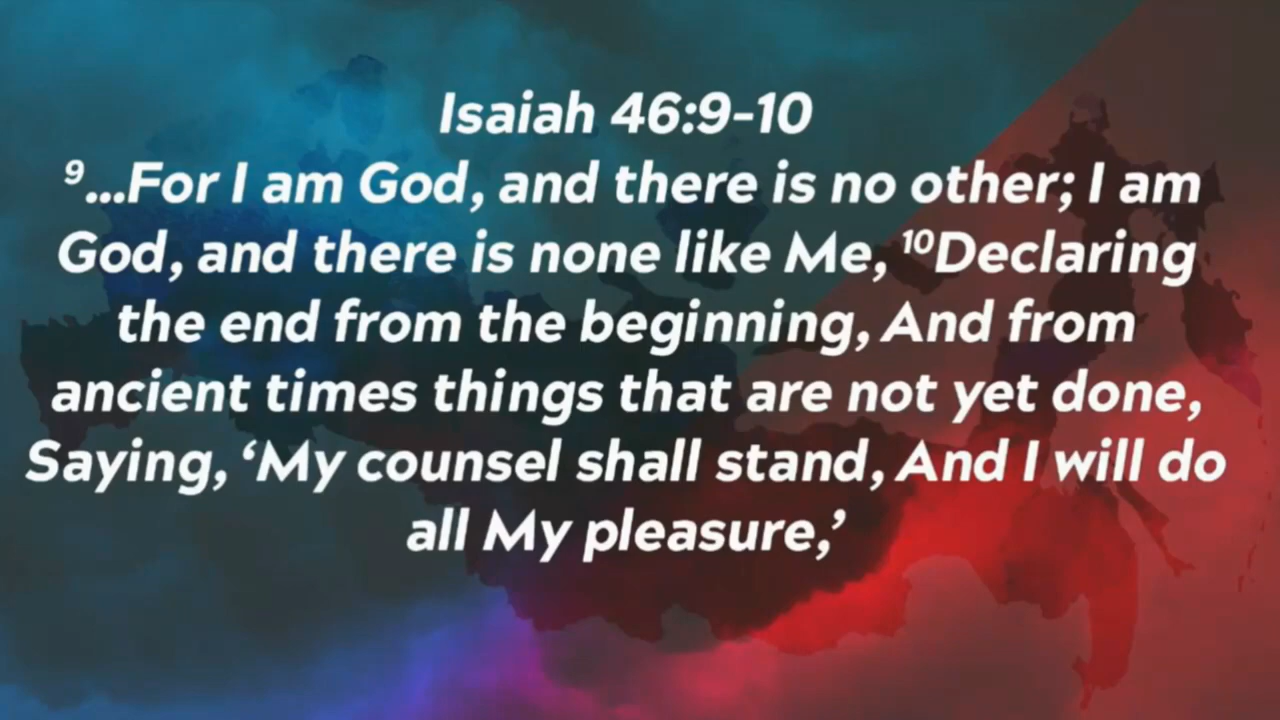 Isaiah 46:9-10
⁹...For I am God, and there is no other; I am
God, and there is none like Me, ¹⁰Declaring
the end from the beginning, And from
ancient times things that are not yet done,
Saying, ‘My counsel shall stand, And I will do
all My pleasure,’